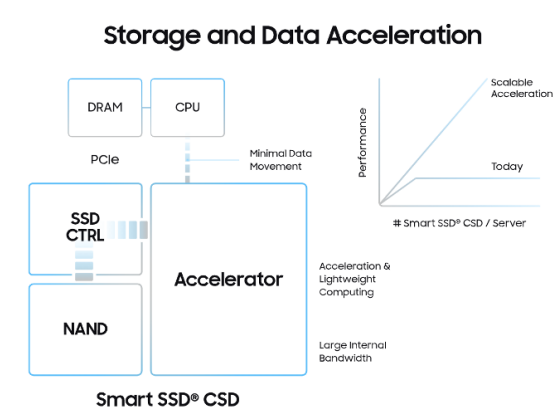 Storage and Data Acceleration
DRAM
CPU
PCIe
Minimal Data
Movement
SSD
CTRL
Accelerator
NAND
Smart SSD® CSD
Performance
Scalable
Acceleration
Today
# Smart SSD® CSD / Server
Acceleration &
Lightweight
Computing
Large Internal
Bandwidth